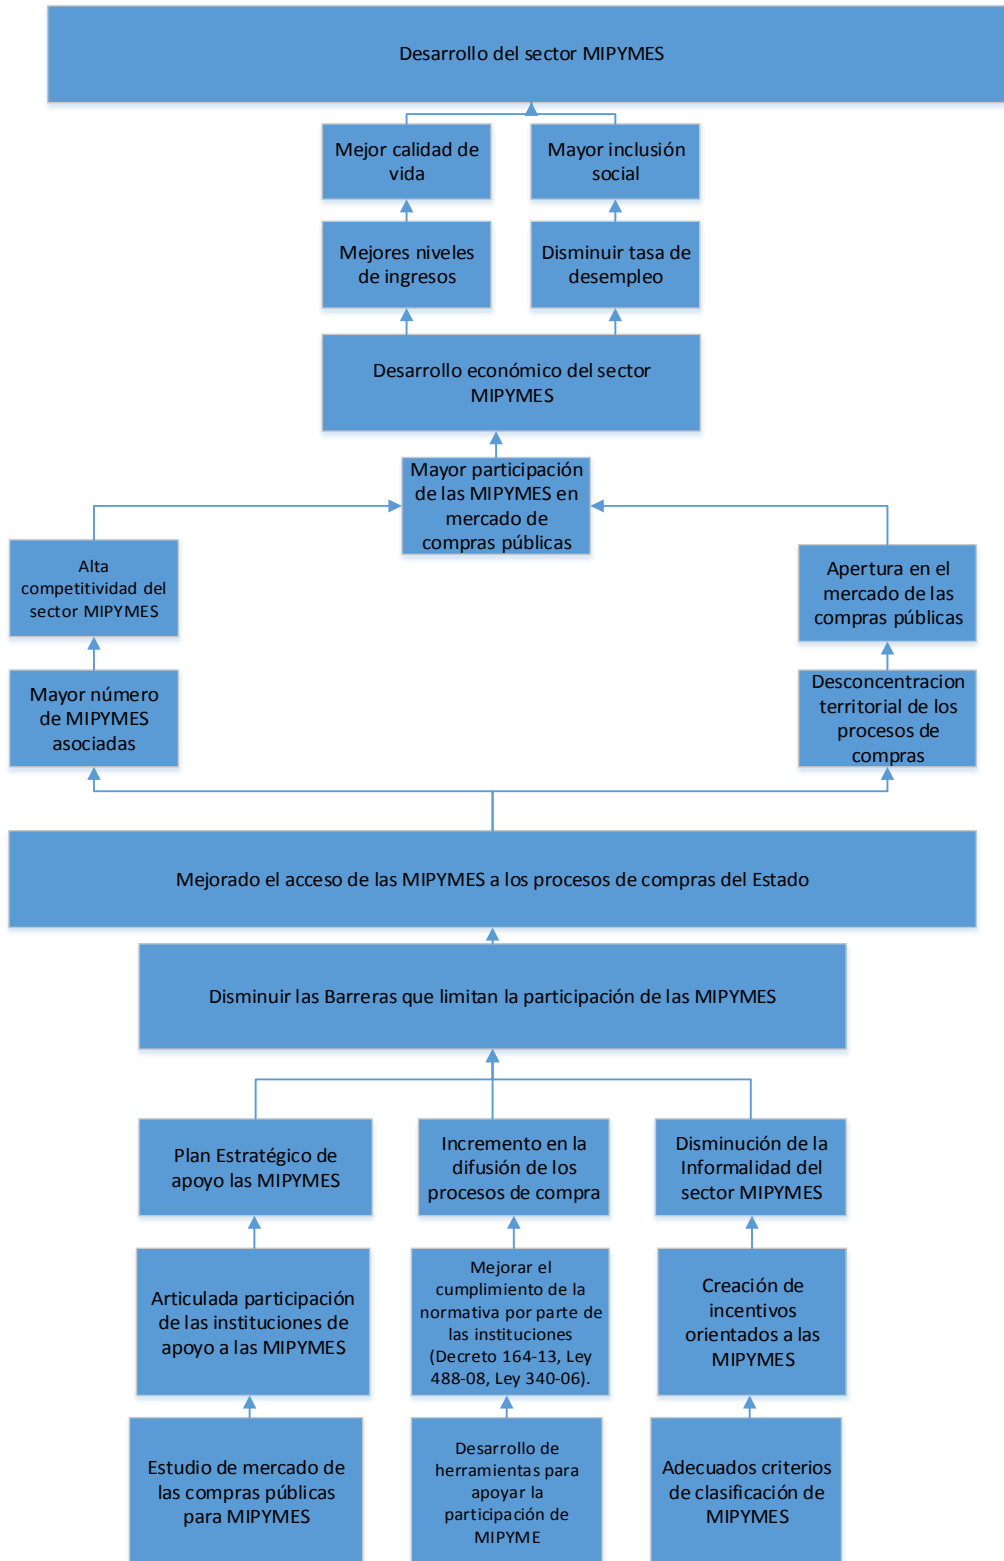 Desarrollo del sector MIPYMES
Mejor calidad de
vida
Mayor inclusión
social
Mejores niveles
de ingresos
Disminuir tasa de
desempleo
Desarrollo económico del sector
MIPYMES
Mayor participación
de las MIPYMES en
mercado de
compras públicas
Alta
competitividad del
sector MIPYMES
Apertura en el
mercado de las
compras públicas
Mayor número
de MIPYMES
asociadas
Desconcentracion
territorial de los
procesos de
compras
Mejorado el acceso de las MIPYMES a los procesos de compras del Estado
Disminuir las Barreras que limitan la participación de las MIPYMES
Plan Estratégico de
apoyo las MIPYMES
Incremento en la
difusión de los
procesos de compra
Disminución de la
Informalidad del
sector MIPYMES
Articulada participación
de las instituciones de
apoyo a las MIPYMES
Mejorar el
cumplimiento de la
normativa por parte de
las instituciones
(Decreto 164-13, Ley
488-08, Ley 340-06).
Creación de
incentivos
orientados a las
MIPYMES
Estudio de mercado de
las compras públicas
para MIPYMES
Desarrollo de
herramientas para
apoyar la
participación de
MIPYME
Adecuados criterios
de clasificación de
MIPYMES